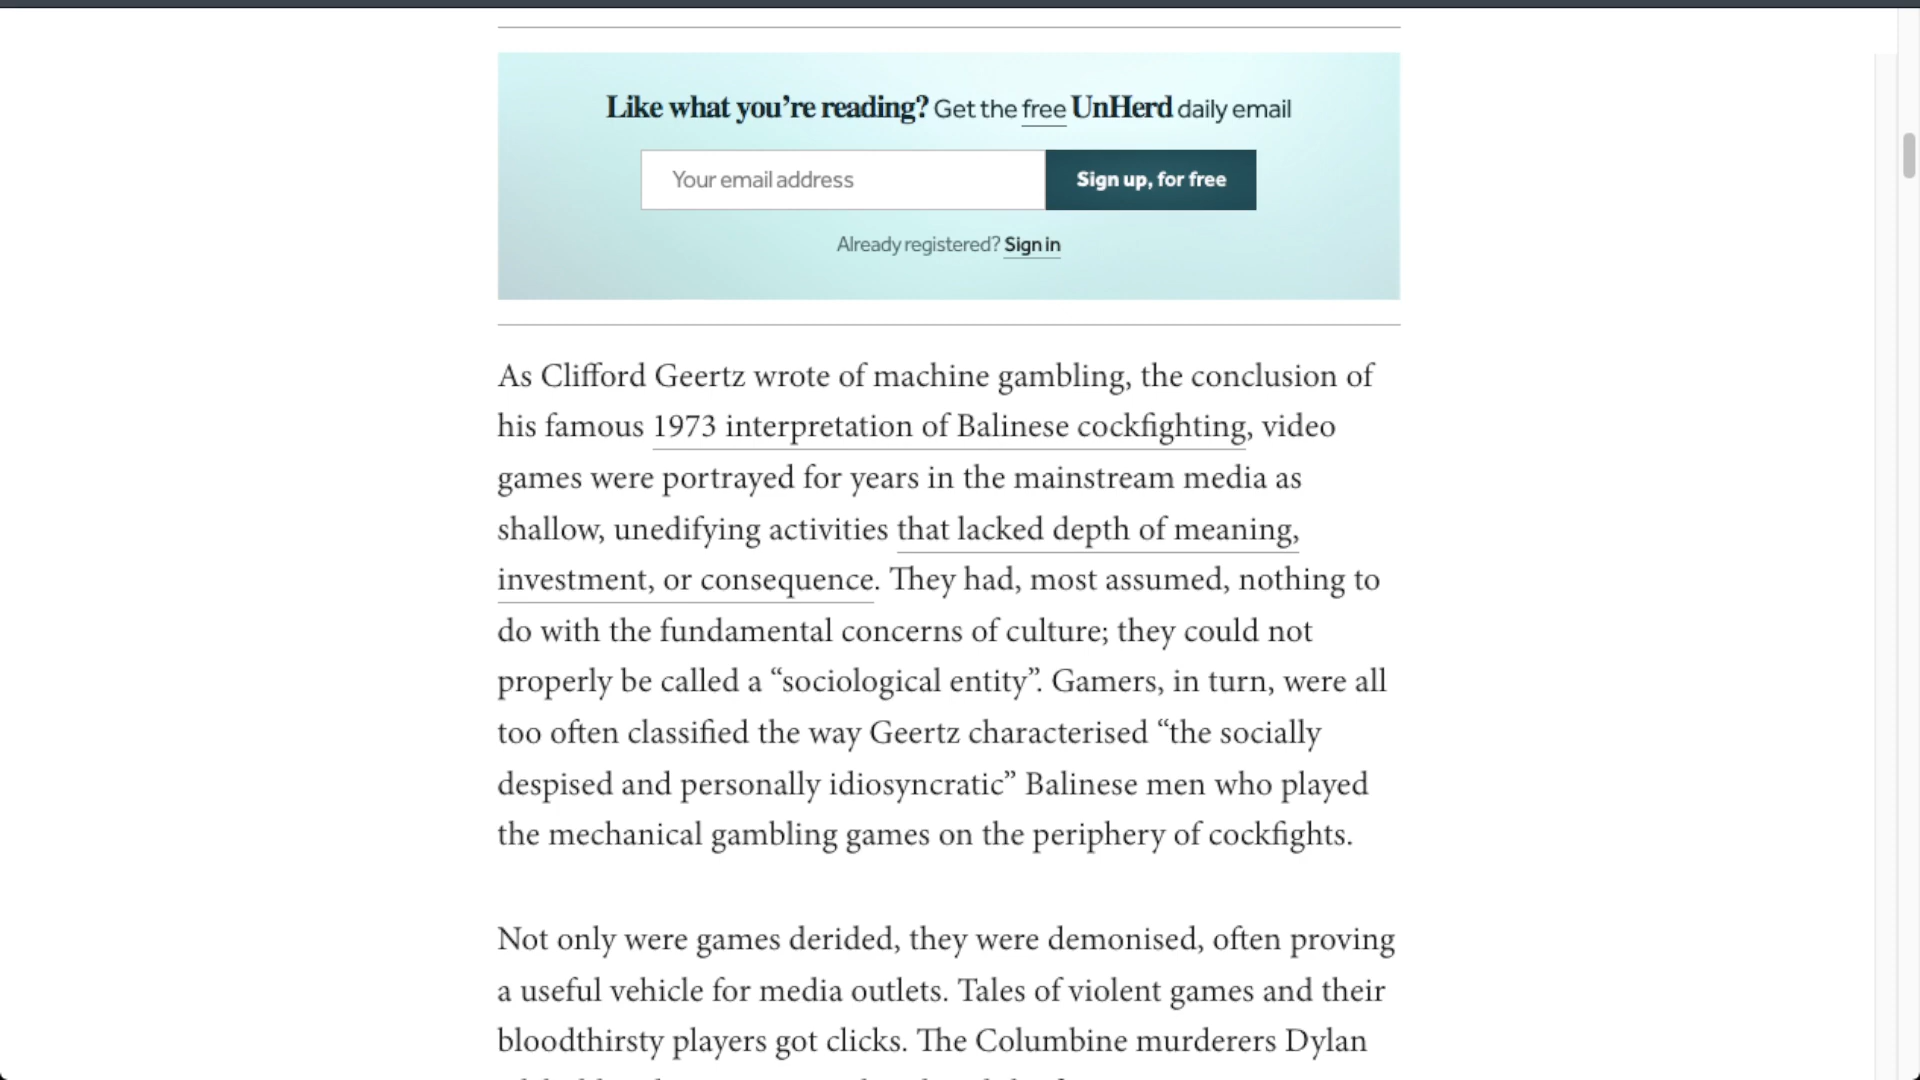 Like what you’re reading? Get the free UnHerd daily email
Your email address
Sign up, for free
Already registered? Sign in
As Clifford Geertz wrote of machine gambling, the conclusion of
his famous 1973 interpretation of Balinese cockfighting, video
games were portrayed for years in the mainstream media as
shallow, unedifying activities that lacked depth of meaning,
investment, or consequence. They had, most assumed, nothing to
do with the fundamental concerns of culture; they could not
properly be called a “sociological entity”. Gamers, in turn, were all
too often classified the way Geertz characterised “the socially
despised and personally idiosyncratic” Balinese men who played
the mechanical gambling games on the periphery of cockfights.
Not only were games derided, they were demonised, often proving
a useful vehicle for media outlets. Tales of violent games and their
bloodthirsty players got clicks. The Columbine murderers Dylan